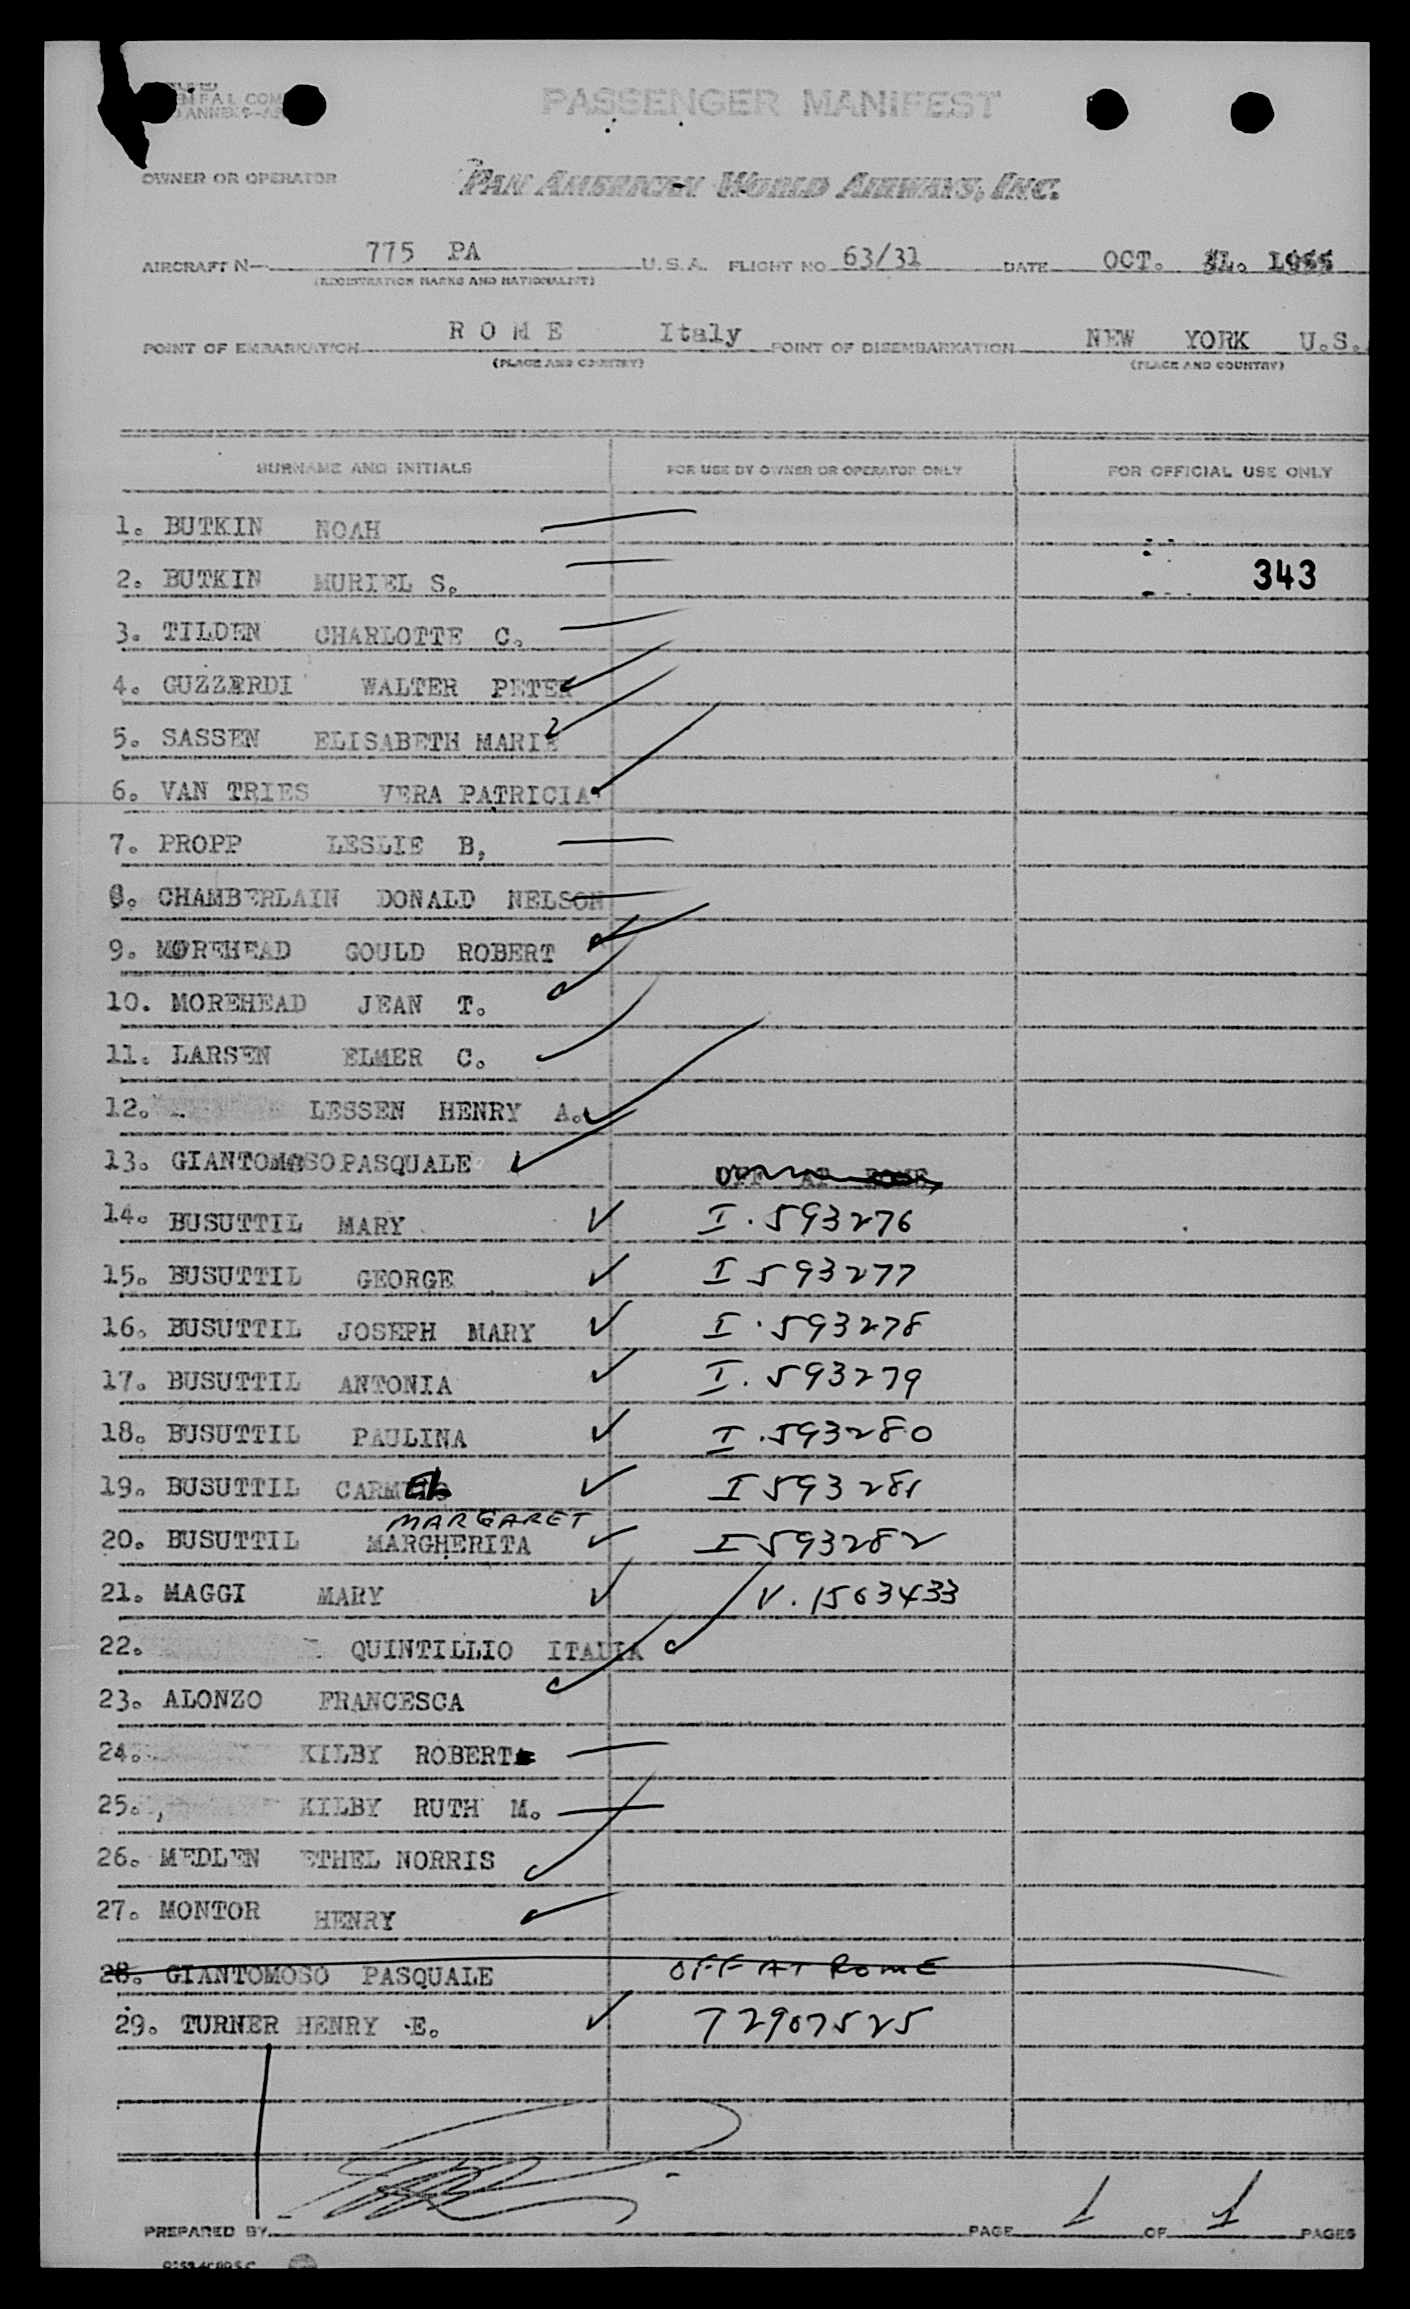 PASSENGER MANIFEST
OWNER OR OPERATOR PAN AMERICAN WORLD AIRWAYS, INC.
AIRCRAFT N 775 PA U.S.A. FLIGHT NO 63/31 DATE OCT.
(REGISTRATION MARKS AND NATIONALITY)
POINT OF EMBARKATION R O M E Italy POINT OF DISEMBARKATION NEW YORK U.S.
(PLACE AND COUNTRY) (PLACE AND COUNTRY)
SURNAME AND INITIALS FOR USE BY OWNER OR OPERATOR ONLY FOR OFFICIAL USE ONLY
1. BUTKIN NOAH
2. BUTKIN MURIEL S. 343
3. TILDEN CHARLOTTE C.
4. GUZZARDI WALTER PETER
5. SASSEN ELISABETH MARIE
6. VAN TRIES VERA PATRICIA
7. PROPP LESLIE B,
8. CHAMBERLAIN DONALD NELSON
9. MOREHEAD GOULD ROBERT
10. MOREHEAD JEAN T.
11. LARSEN ELMER C.
12. LESSEN HENRY A.
13. GIANTOMOSO PASQUALE OFF AT ROME
14. BUSUTTIL MARY I. 593276
15. BUSUTTIL GEORGE I 593277
16. BUSUTTIL JOSEPH MARY I. 593278
17. BUSUTTIL ANTONIA I. 593279
18. BUSUTTIL PAULINA I. 593280
19. BUSUTTIL CARMEL I 593281
MARGARET
20. BUSUTTIL MARGHERITA I 593282
21. MAGGI MARY V. 1563433
22. QUINTILLIO ITALIA
23. ALONZO FRANCESCA
24. KILBY ROBERT
25. KILBY RUTH M.
26. MEDLEN ETHEL NORRIS
27. MONTOR HENRY
28. GIANTOMOSO PASQUALE OFF AT ROME
29. TURNER HENRY E. 72907525
PREPARED BY PAGE 1 OF 1 PAGES